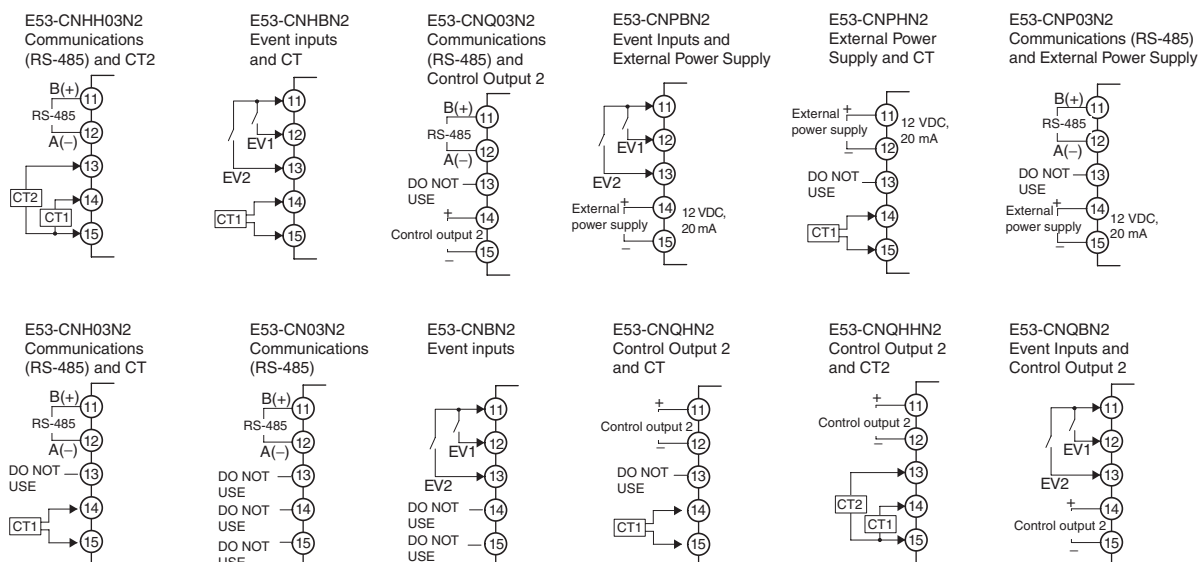 E53-CNHH03N2
Communications
(RS-485) and CT2
B(+)
11
RS-485
12
A(−)
13
CT2
14
CT1
15
E53-CNHBN2
Event inputs
and CT
11
12
EV1
13
EV2
14
CT1
15
E53-CNQ03N2
Communications
(RS-485) and
Control Output 2
B(+)
11
RS-485
12
A(−)
DO NOT
USE
13
+
14
Control output 2
15
−
E53-CNPBN2
Event Inputs and
External Power Supply
11
12
EV1
13
EV2
External
power supply
+
14
12 VDC,
20 mA
−
15
E53-CNPHN2
External Power
Supply and CT
External
power supply
+
11
12 VDC,
20 mA
−
12
DO NOT
USE
13
14
CT1
15
E53-CNP03N2
Communications (RS-485)
and External Power Supply
B(+)
11
RS-485
12
A(−)
DO NOT
USE
13
External
power supply
+
14
12 VDC,
20 mA
−
15
E53-CNH03N2
Communications
(RS-485) and CT
B(+)
11
RS-485
12
A(−)
DO NOT
USE
13
14
CT1
15
E53-CN03N2
Communications
(RS-485)
B(+)
11
RS-485
12
A(−)
DO NOT
USE
13
DO NOT
USE
14
DO NOT
USE
15
E53-CNBN2
Event inputs
11
12
EV1
13
EV2
DO NOT
USE
14
DO NOT
USE
15
E53-CNQHN2
Control Output 2
and CT
+
11
Control output 2
−
12
DO NOT
USE
13
14
CT1
15
E53-CNQHHN2
Control Output 2
and CT2
+
11
Control output 2
−
12
13
CT2
14
CT1
15
E53-CNQBN2
Event Inputs and
Control Output 2
11
12
EV1
13
EV2
+
14
Control output 2
15
−